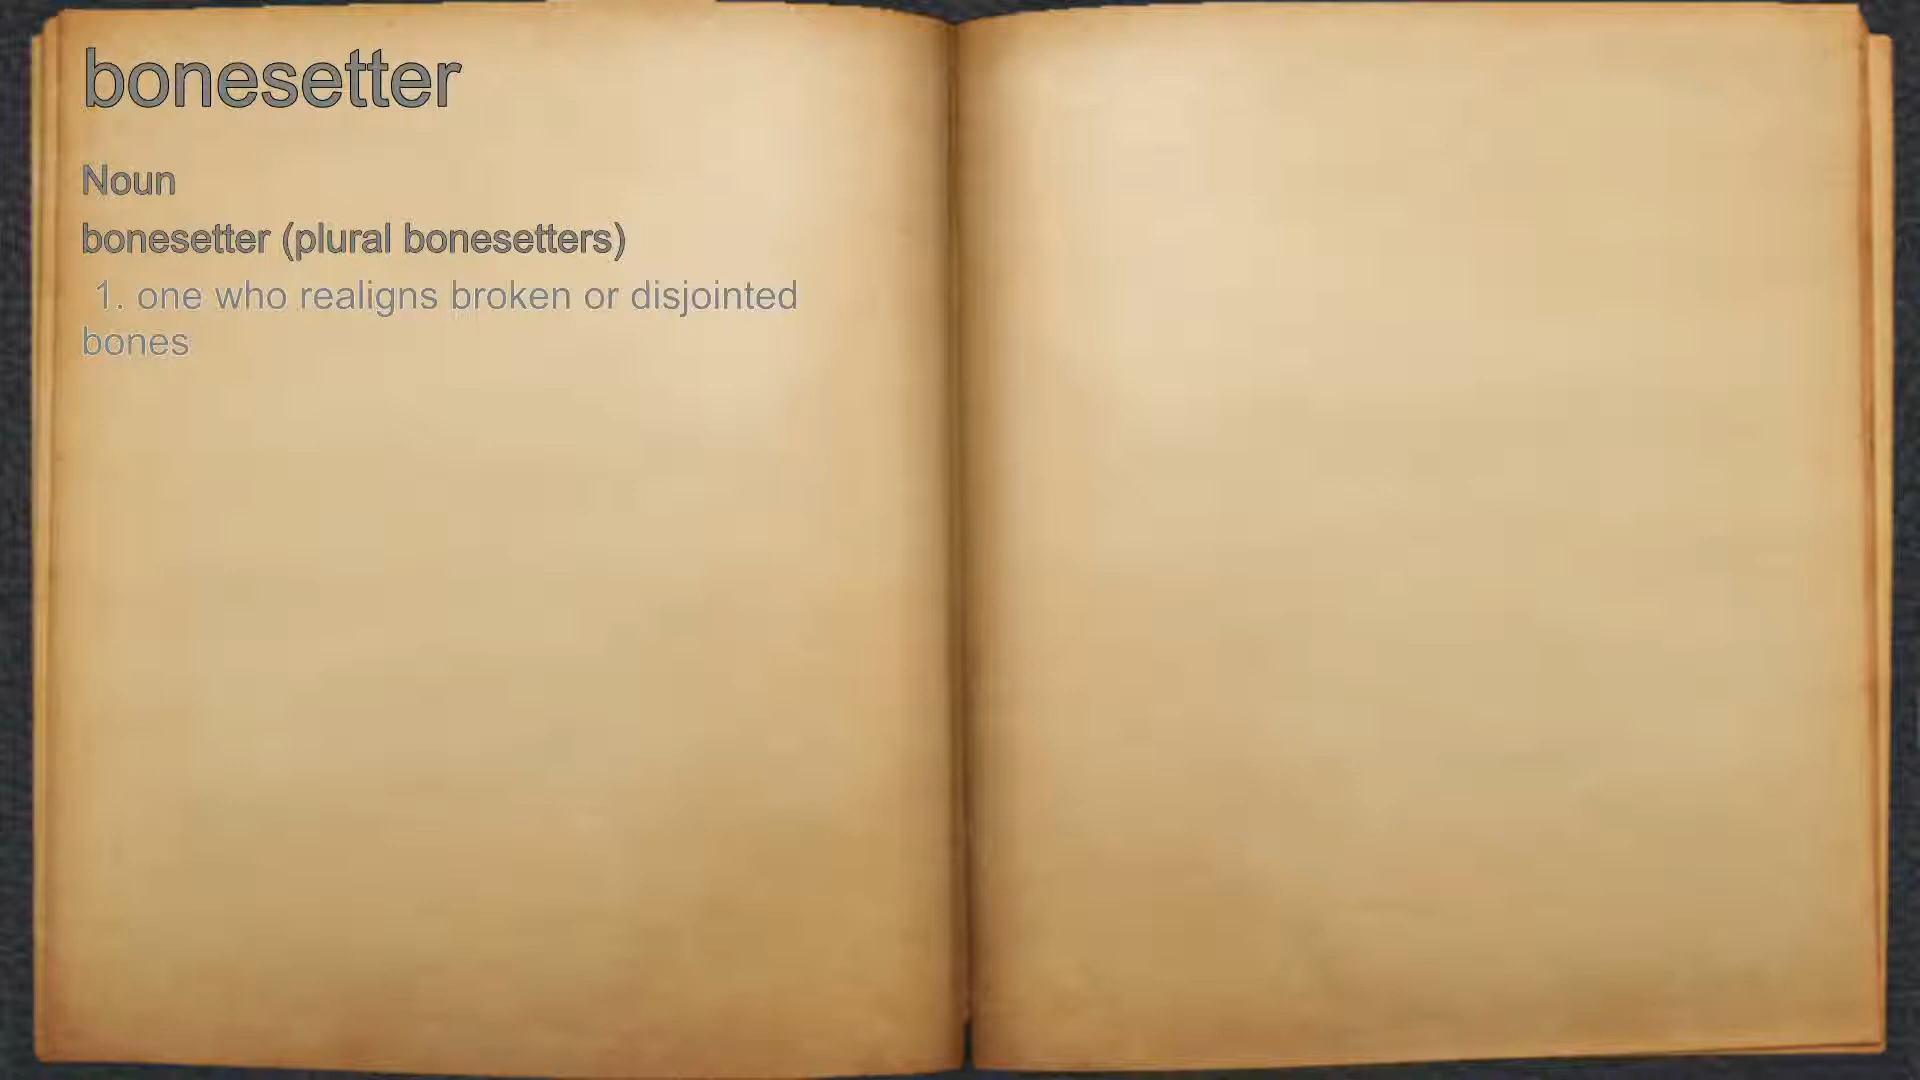 bonesetter
Noun
bonesetter (plural bonesetters)
1. one who realigns broken or disjointed
bones